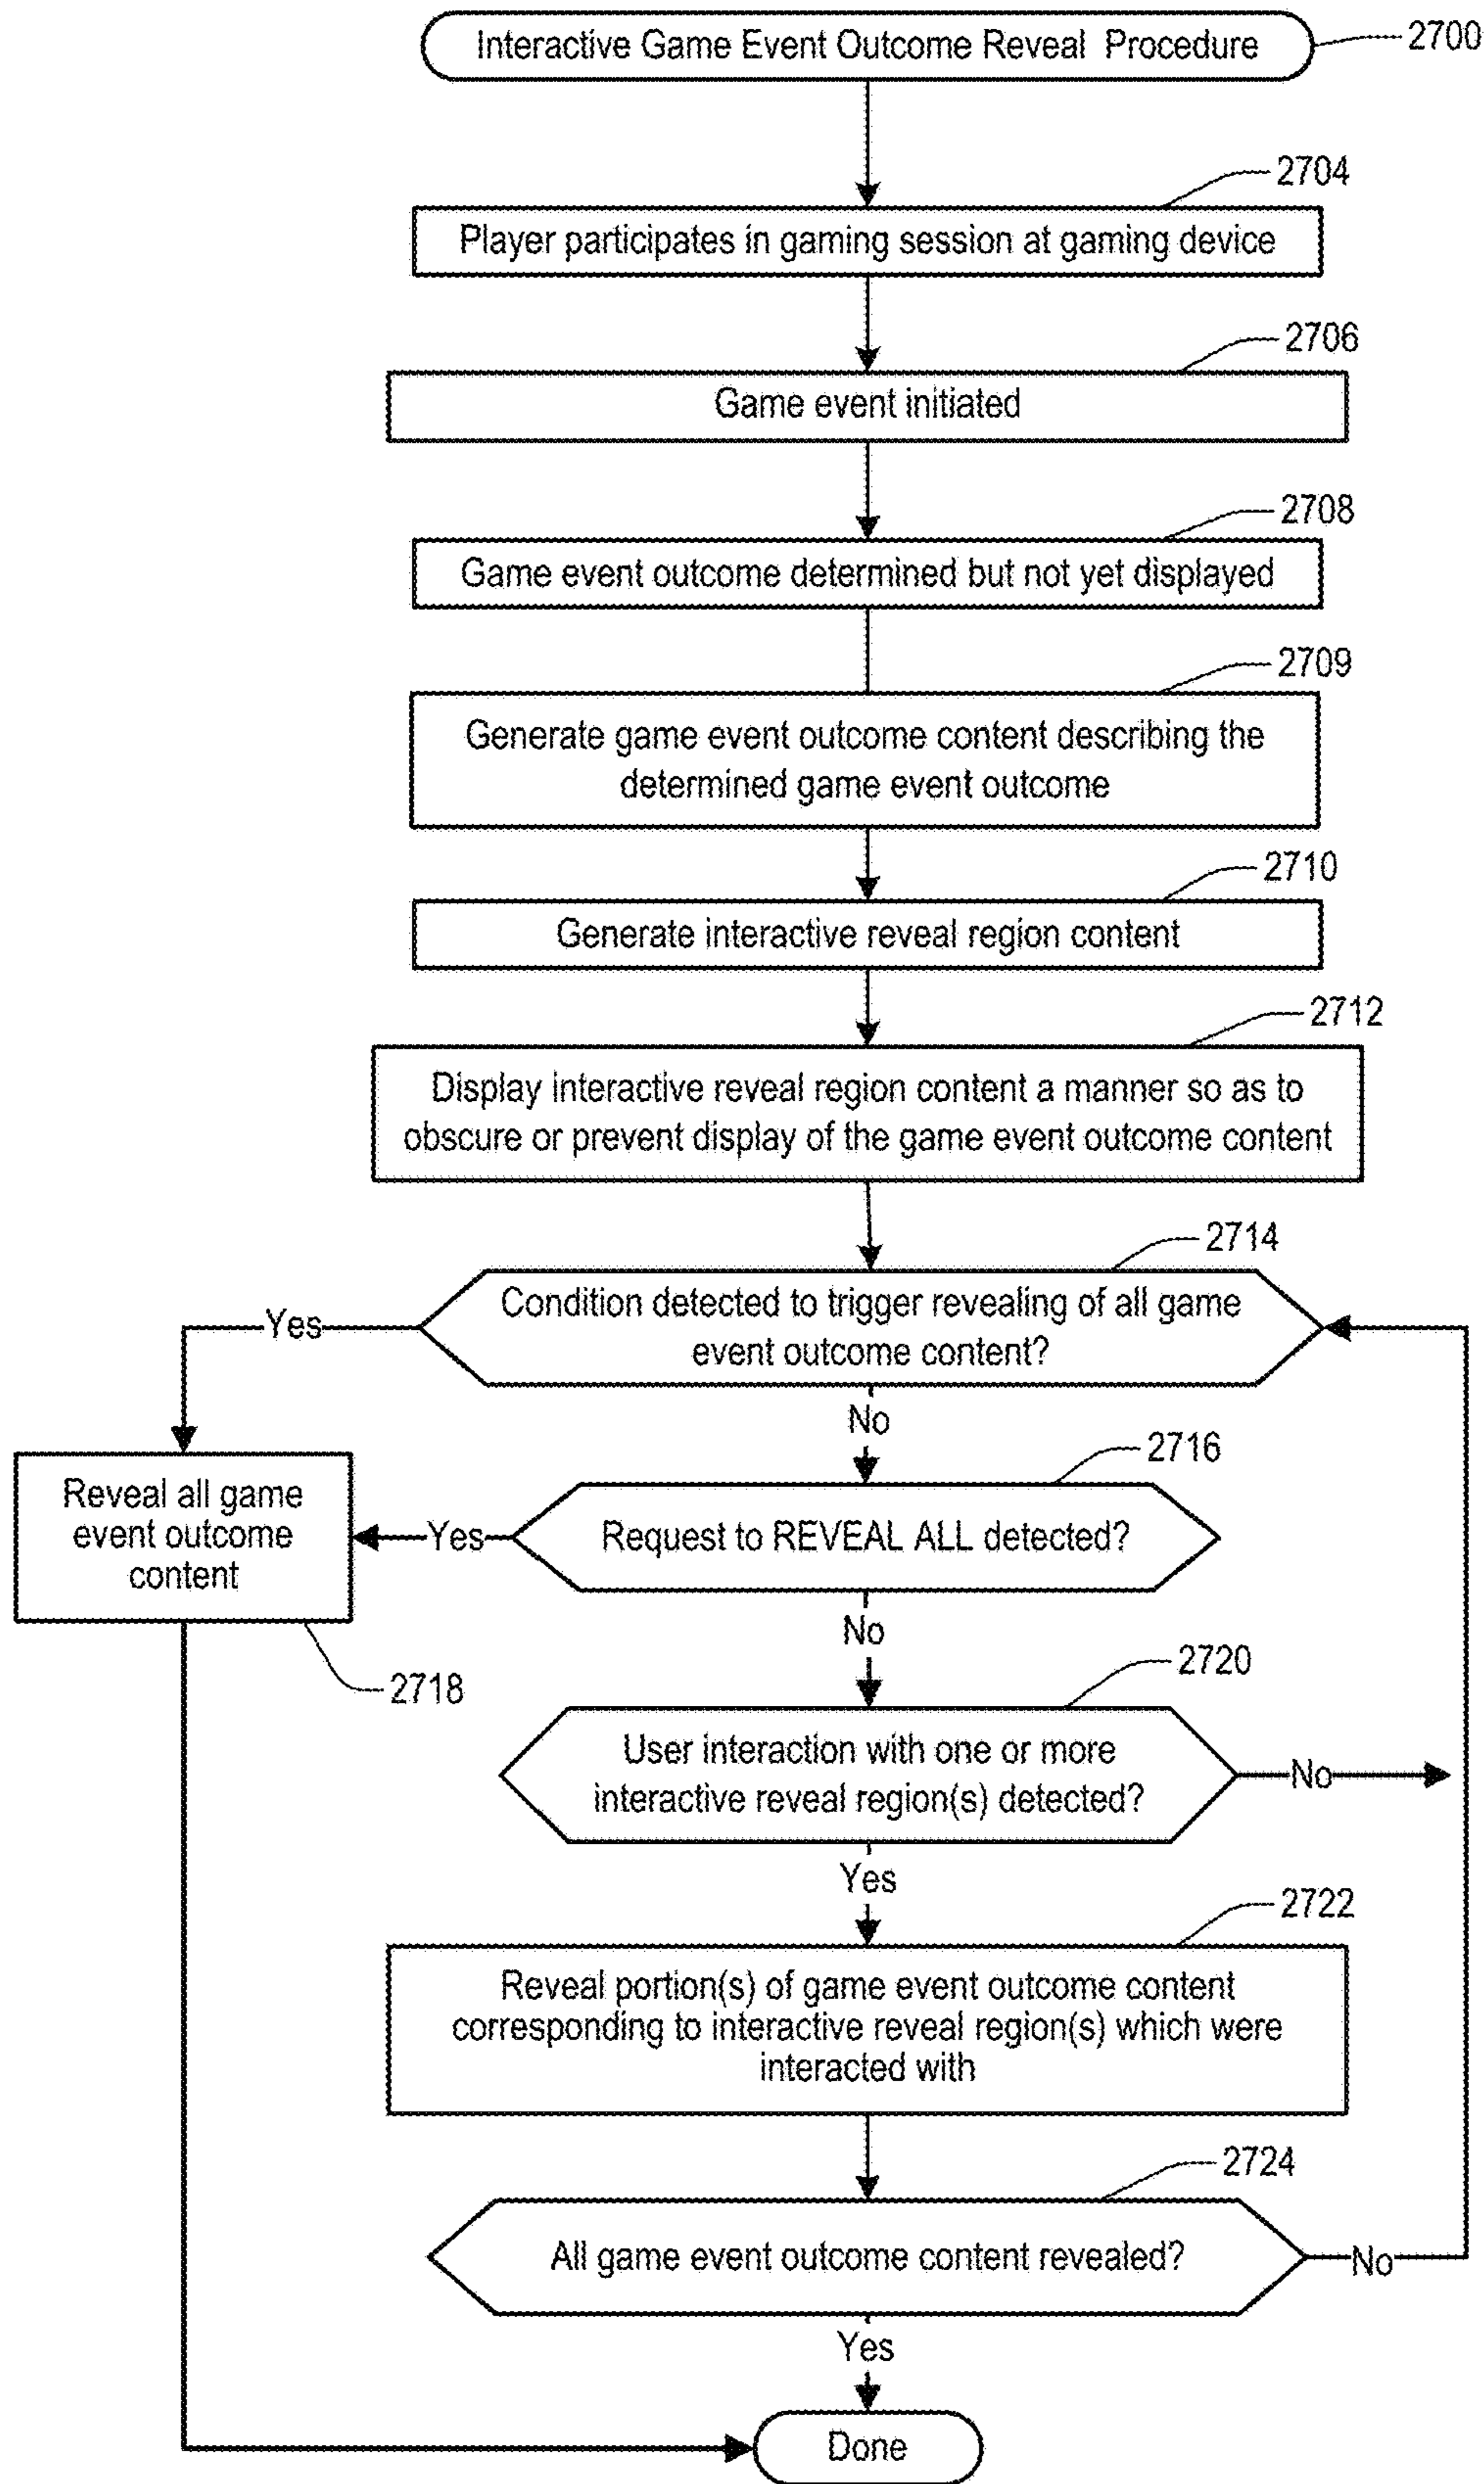 Interactive Game Event Outcome Reveal Procedure
2700
2704
Player participates in gaming session at gaming device
2706
Game event initiated
2708
Game event outcome determined but not yet displayed
2709
Generate game event outcome content describing the
determined game event outcome
2710
Generate interactive reveal region content
2712
Display interactive reveal region content a manner so as to
obscure or prevent display of the game event outcome content
2714
Condition detected to trigger revealing of all game
event outcome content?
Yes
No
2716
Reveal all game
event outcome
content
Yes
Request to REVEAL ALL detected?
No
2718
2720
User interaction with one or more
interactive reveal region(s) detected?
No
Yes
2722
Reveal portion(s) of game event outcome content
corresponding to interactive reveal region(s) which were
interacted with
2724
All game event outcome content revealed?
No
Yes
Done